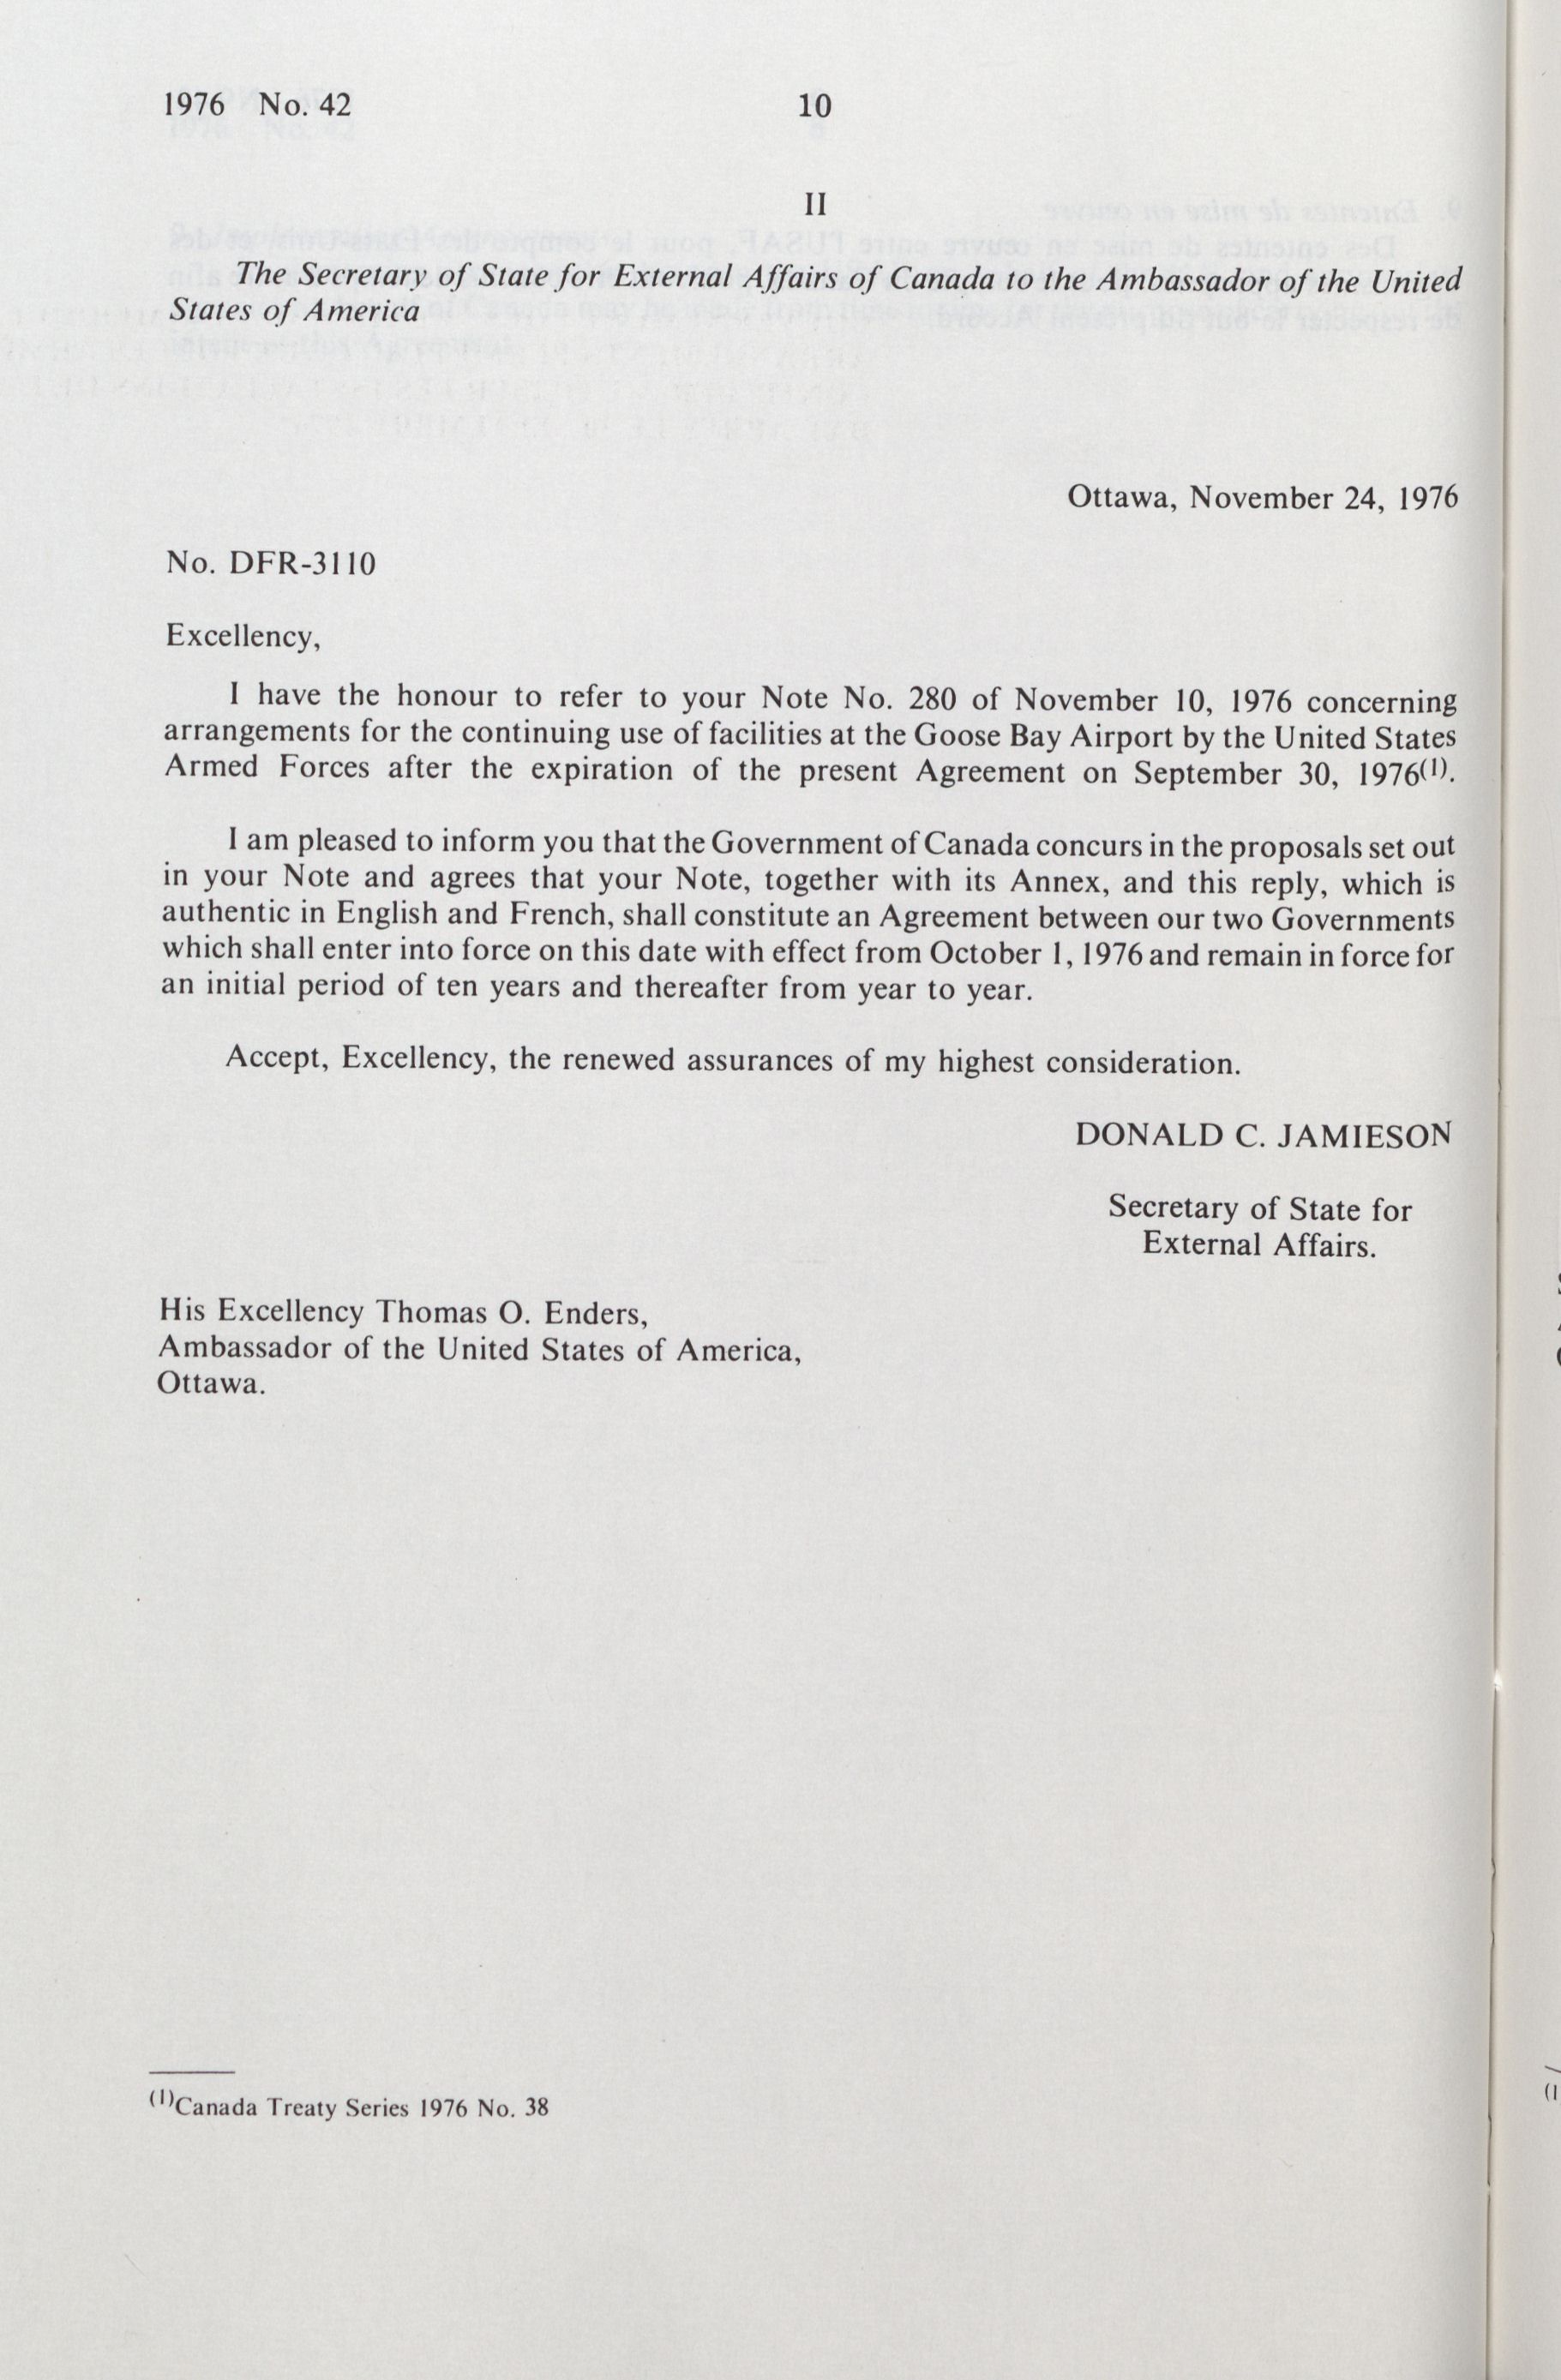 1976 No. 42
10
II
The Secretary of State for External Affairs of Canada to the Ambassador of the United
States of America
Ottawa, November 24, 1976
No. DFR-3110
Excellency,
I have the honour to refer to your Note No. 280 of November 10, 1976 concerning
arrangements for the continuing use of facilities at the Goose Bay Airport by the United States
Armed Forces after the expiration of the present Agreement on September 30, 1976(1).
I am pleased to inform you that the Government of Canada concurs in the proposals set out
in your Note and agrees that your Note, together with its Annex, and this reply, which is
authentic in English and French, shall constitute an Agreement between our two Governments
which shall enter into force on this date with effect from October 1, 1976 and remain in force for
an initial period of ten years and thereafter from year to year.
Accept, Excellency, the renewed assurances of my highest consideration.
DONALD C. JAMIESON
Secretary of State for
External Affairs.
His Excellency Thomas O. Enders,
Ambassador of the United States of America,
Ottawa.
(1)Canada Treaty Series 1976 No. 38